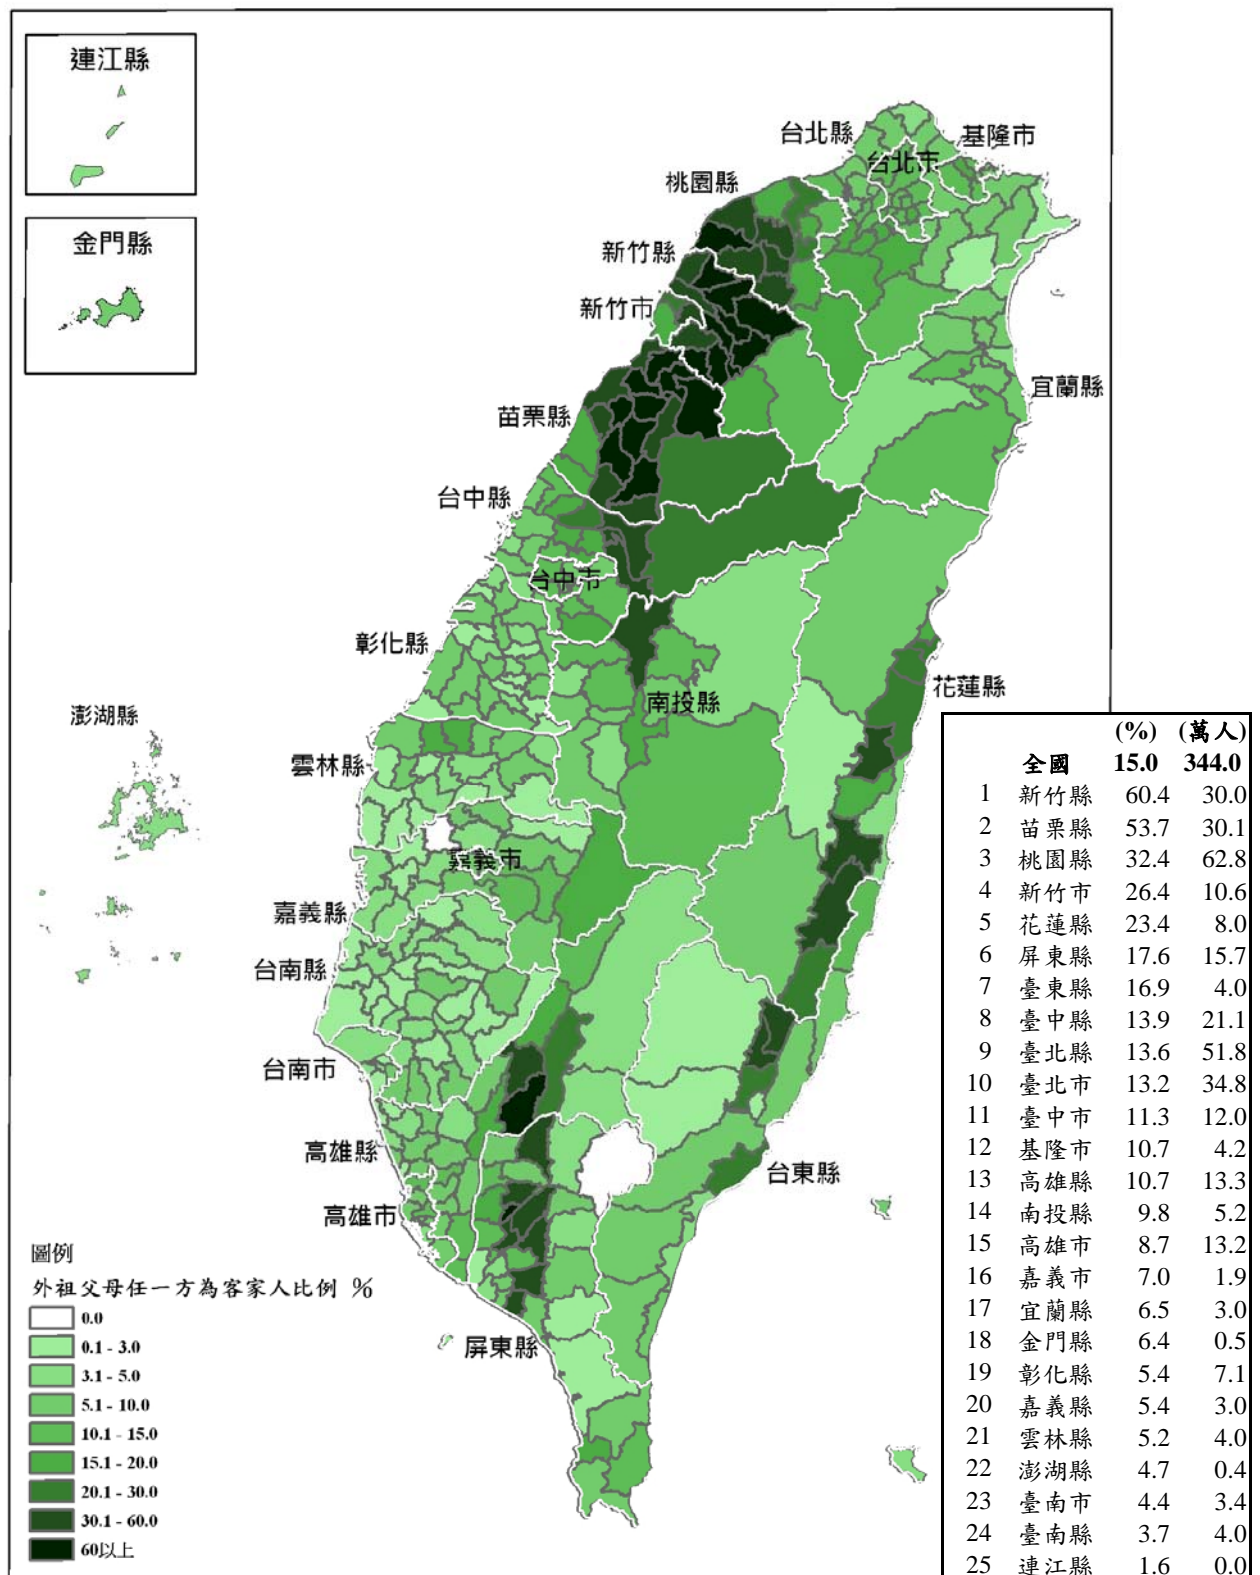 連江縣
金門縣
台北縣
基隆市
台北市
桃園縣
新竹縣
新竹市
宜蘭縣
苗栗縣
台中縣
台中市
彰化縣
花蓮縣
南投縣
澎湖縣
雲林縣
嘉義市
嘉義縣
台南縣
台南市
高雄縣
台東縣
高雄市
屏東縣
圖例
外祖父母任一方為客家人比例 %
0.0
0.1 - 3.0
3.1 - 5.0
5.1 - 10.0
10.1 - 15.0
15.1 - 20.0
20.1 - 30.0
30.1 - 60.0
60以上
(%) (萬人)
全國 15.0 344.0
1 新竹縣 60.4 30.0
2 苗栗縣 53.7 30.1
3 桃園縣 32.4 62.8
4 新竹市 26.4 10.6
5 花蓮縣 23.4 8.0
6 屏東縣 17.6 15.7
7 臺東縣 16.9 4.0
8 臺中縣 13.9 21.1
9 臺北縣 13.6 51.8
10 臺北市 13.2 34.8
11 臺中市 11.3 12.0
12 基隆市 10.7 4.2
13 高雄縣 10.7 13.3
14 南投縣 9.8 5.2
15 高雄市 8.7 13.2
16 嘉義市 7.0 1.9
17 宜蘭縣 6.5 3.0
18 金門縣 6.4 0.5
19 彰化縣 5.4 7.1
20 嘉義縣 5.4 3.0
21 雲林縣 5.2 4.0
22 澎湖縣 4.7 0.4
23 臺南市 4.4 3.4
24 臺南縣 3.7 4.0
25 連江縣 1.6 0.0